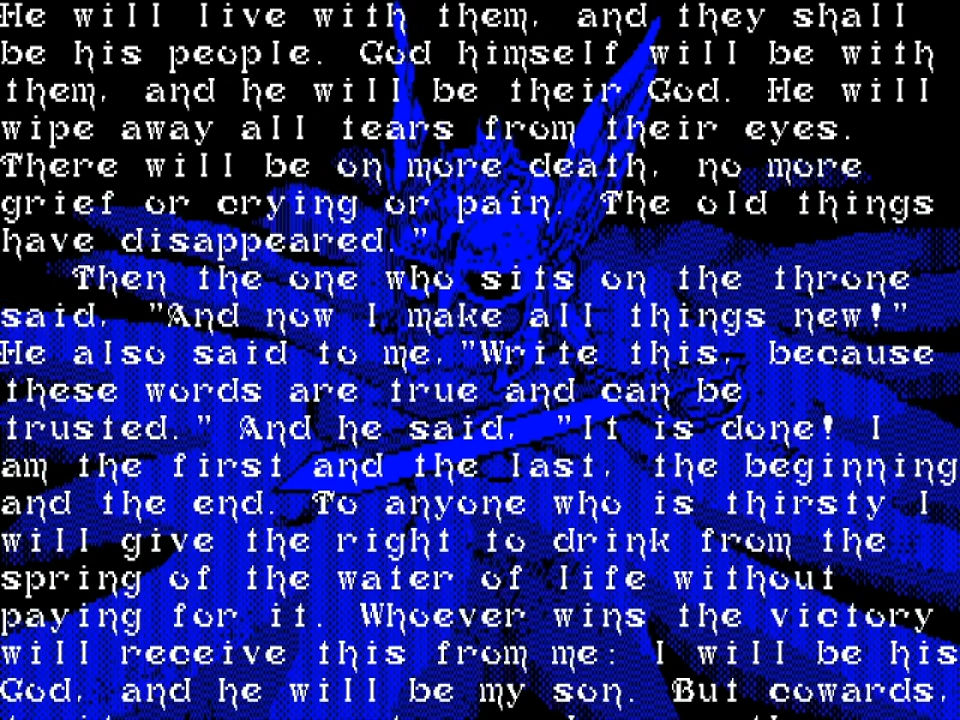 He will live with them, and they shall
be his people. God himself will be with
them, and he will be their God. He will
wipe away all tears from their eyes.
There will be on more death, no more
grief or crying or pain. The old things
have disappeared."
Then the one who sits on the throne
said, "And now I make all things new!"
He also said to me,"Write this, because
these words are true and can be
trusted." And he said, "It is done! I
am the first and the last, the beginning
and the end. To anyone who is thirsty I
will give the right to drink from the
spring of the water of life without
paying for it. Whoever wins the victory
will receive this from me: I will be his
God, and he will be my son. But cowards,